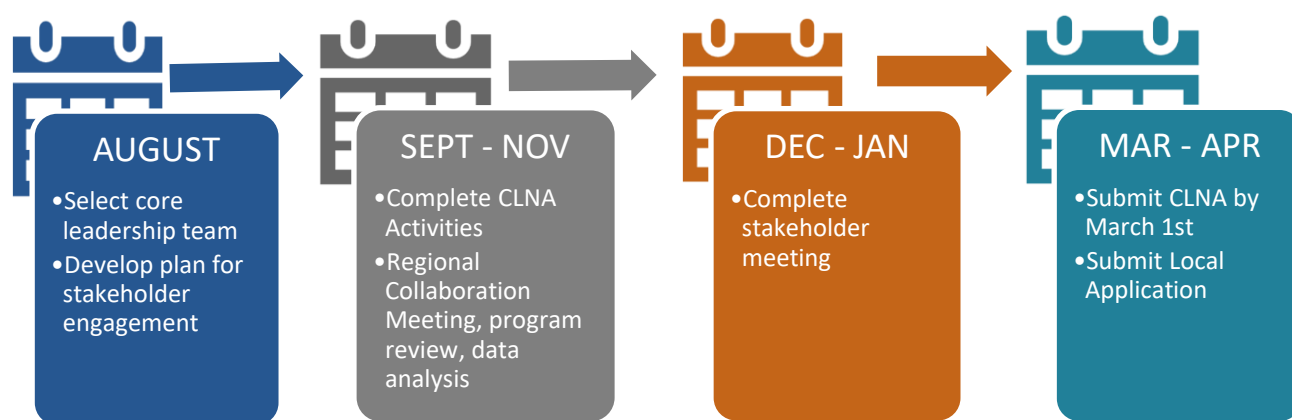 AUGUST
•Select core
leadership team
•Develop plan for
stakeholder
engagement
SEPT - NOV
•Complete CLNA
Activities
•Regional
Collaboration
Meeting, program
review, data
analysis
DEC - JAN
•Complete
stakeholder
meeting
MAR - APR
•Submit CLNA by
March 1st
•Submit Local
Application